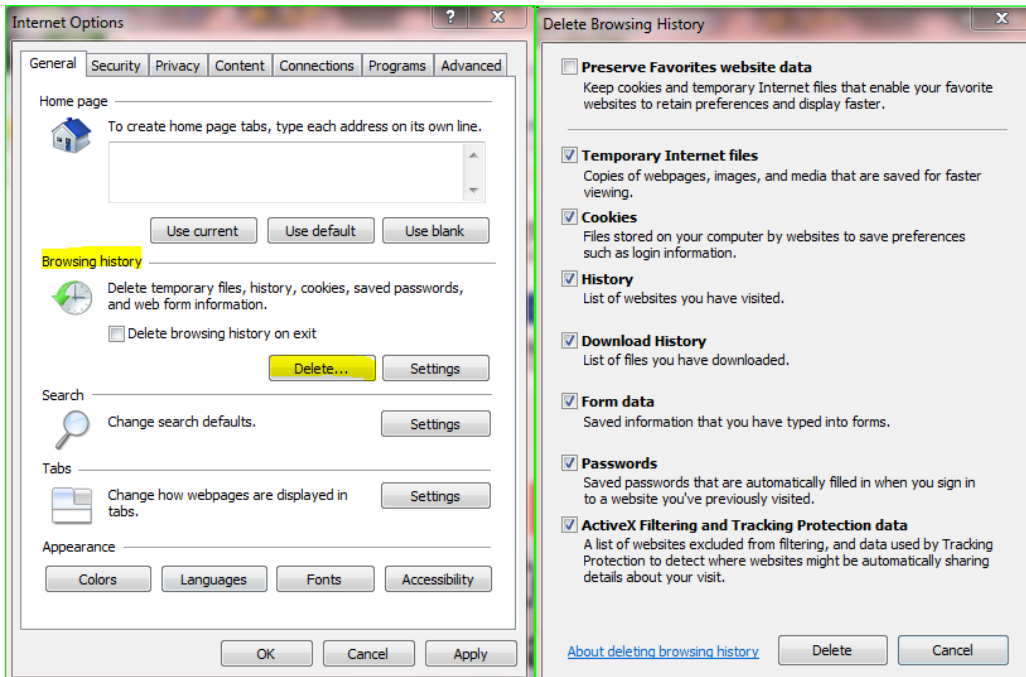 Internet Options
?
X
General Security Privacy Content Connections Programs Advanced
Home page
To create home page tabs, type each address on its own line.
Use current Use default Use blank
Browsing history
Delete temporary files, history, cookies, saved passwords,
and web form information.
Delete browsing history on exit
Delete... Settings
Search
Change search defaults.
Settings
Tabs
Change how webpages are displayed in
tabs.
Settings
Appearance
Colors Languages Fonts Accessibility
OK Cancel Apply
Delete Browsing History
X
Preserve Favorites website data
Keep cookies and temporary Internet files that enable your favorite
websites to retain preferences and display faster.
Temporary Internet files
Copies of webpages, images, and media that are saved for faster
viewing.
Cookies
Files stored on your computer by websites to save preferences
such as login information.
History
List of websites you have visited.
Download History
List of files you have downloaded.
Form data
Saved information that you have typed into forms.
Passwords
Saved passwords that are automatically filled in when you sign in
to a website you've previously visited.
ActiveX Filtering and Tracking Protection data
A list of websites excluded from filtering, and data used by Tracking
Protection to detect where websites might be automatically sharing
details about your visit.
About deleting browsing history Delete Cancel